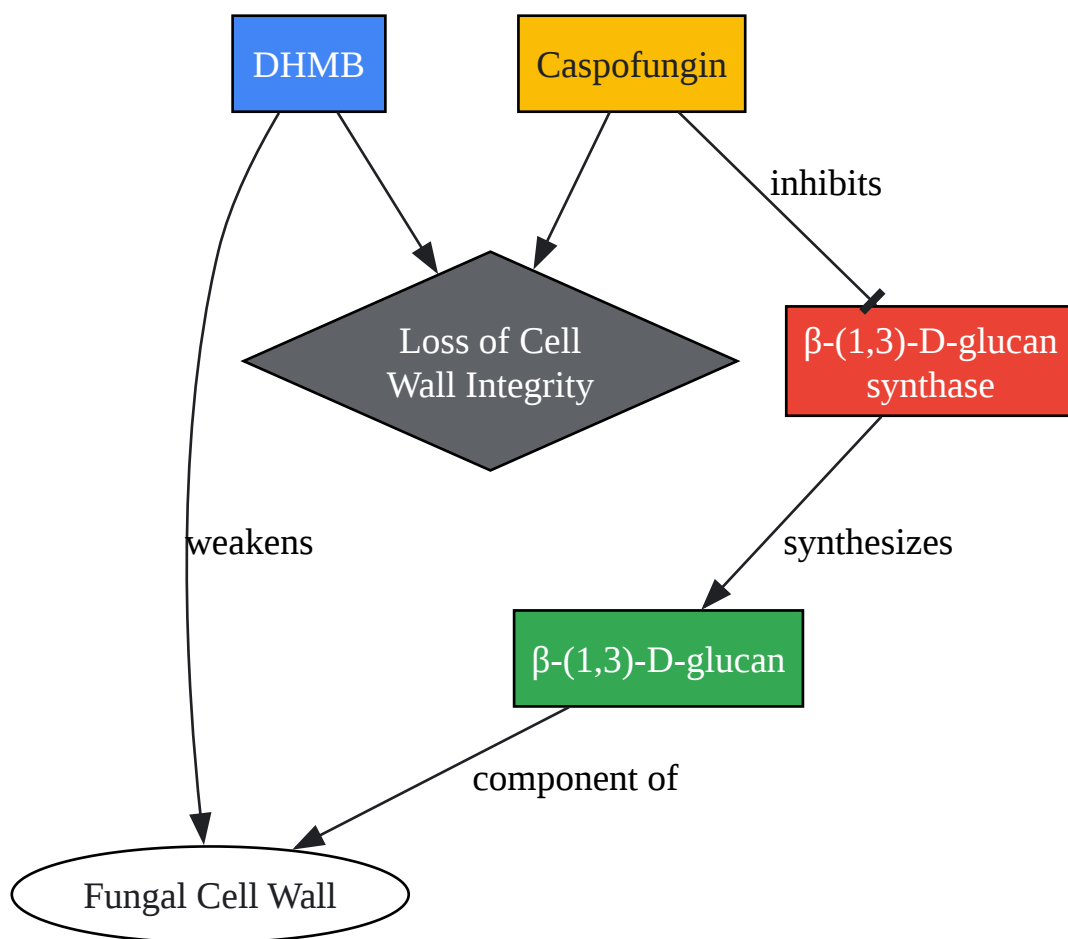 DHMB
Caspofungin
inhibits
Loss of Cell
Wall Integrity
β-(1,3)-D-glucan
synthase
weakens
synthesizes
β-(1,3)-D-glucan
component of
Fungal Cell Wall